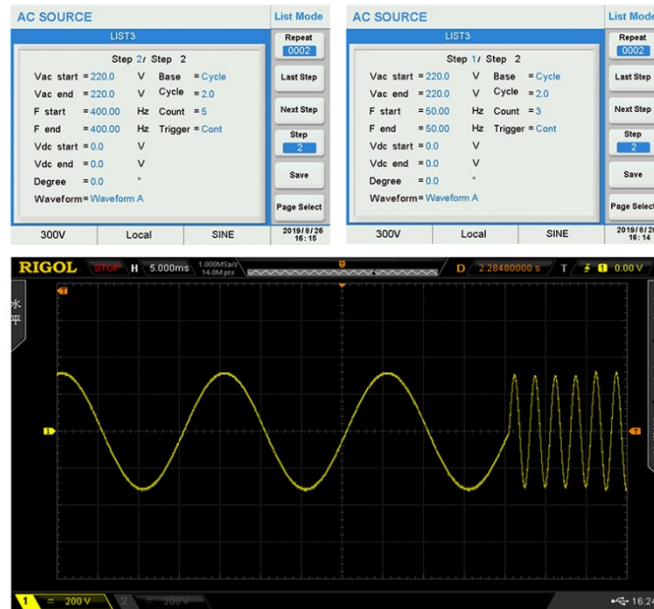 AC SOURCE
List Mode
LIST3
Step 2/ Step 2
Vac start =220.0 V Base =Cycle
Vac end =220.0 V Cycle =2.0
F start =400.00 Hz Count =5
F end =400.00 Hz Trigger =Cont
Vdc start =0.0 V
Vdc end =0.0 V
Degree =0.0 °
Waveform=Waveform A
Repeat
0002
Last Step
Next Step
Step
2
Save
Page Select
300V Local SINE 2019/8/26
16:15
AC SOURCE
List Mode
LIST3
Step 1/ Step 2
Vac start =220.0 V Base =Cycle
Vac end =220.0 V Cycle =2.0
F start =50.00 Hz Count =3
F end =50.00 Hz Trigger =Cont
Vdc start =0.0 V
Vdc end =0.0 V
Degree =0.0 °
Waveform=Waveform A
Repeat
0002
Last Step
Next Step
Step
2
Save
Page Select
300V Local SINE 2019/8/26
16:14
RIGOL STOP H 5.000ms 1.000MSa/s
14.0Mpts
D 2.28480000 s T 1 0.00 V
水
平
T
1
T
1 = 200 V 2 = 200 V 16:24